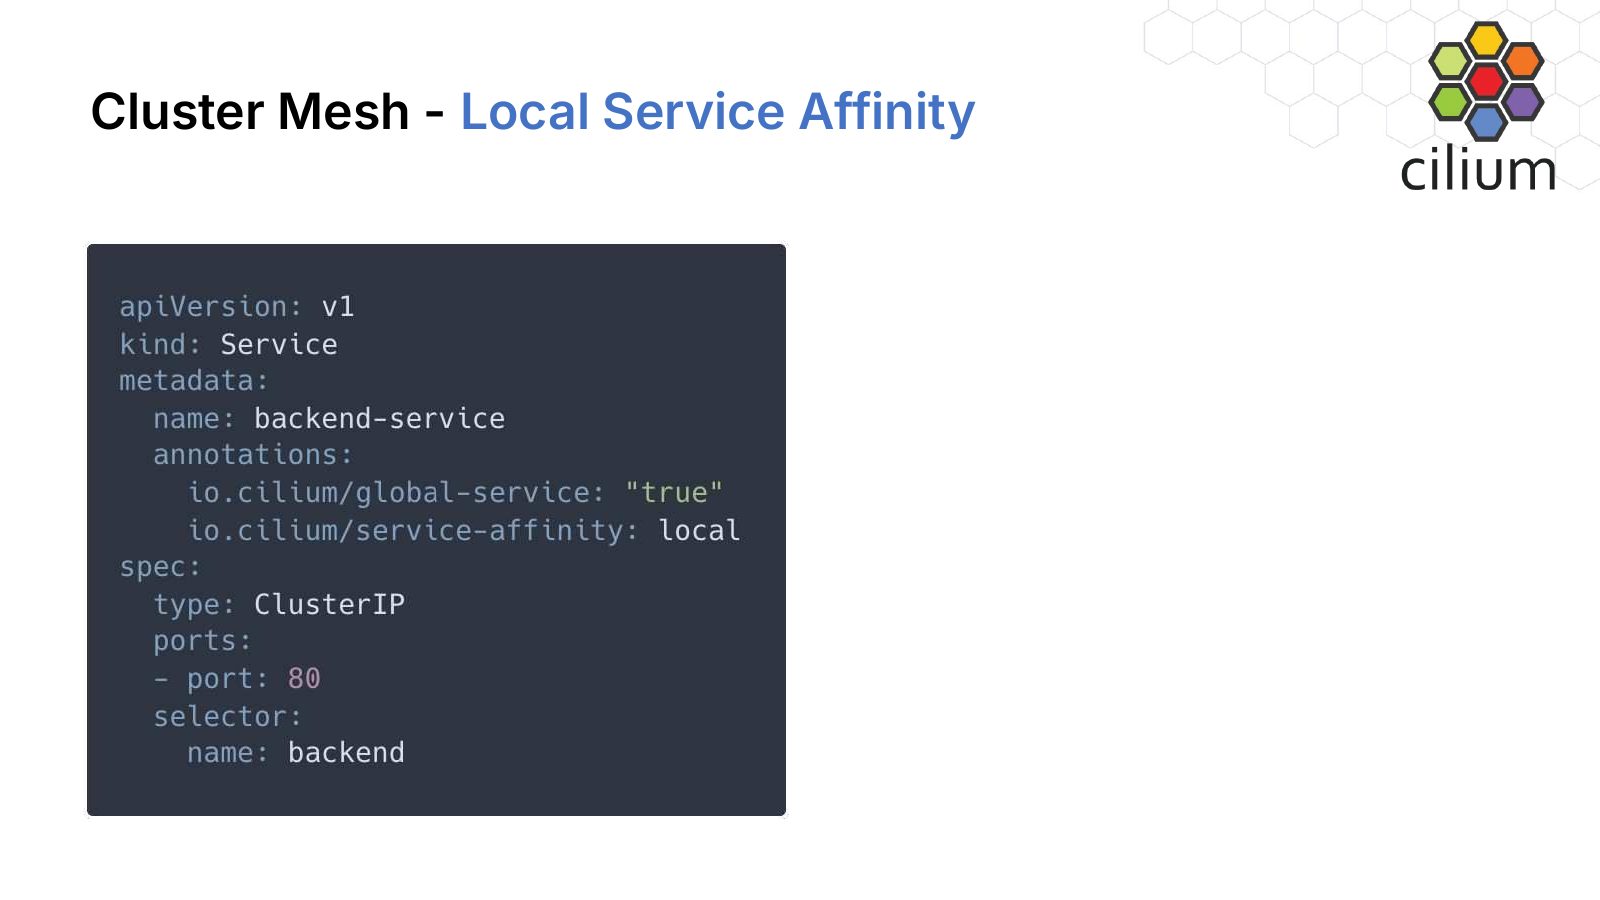 Cluster Mesh - Local Service Affinity
cilium
apiVersion: v1
kind: Service
metadata:
  name: backend-service
  annotations:
    io.cilium/global-service: "true"
    io.cilium/service-affinity: local
spec:
  type: ClusterIP
  ports:
  - port: 80
  selector:
    name: backend